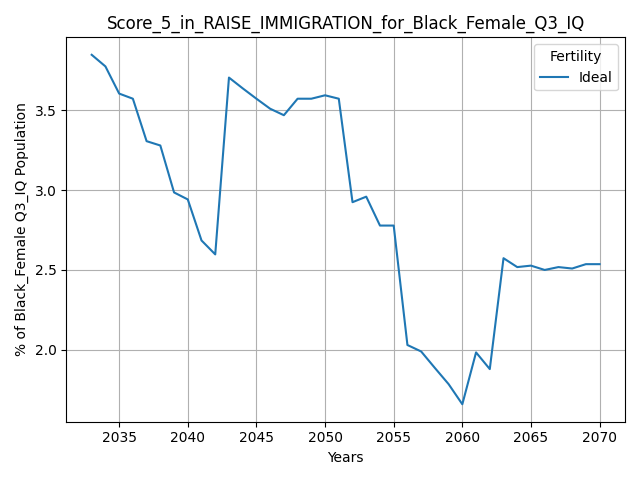 Score_5_in_RAISE_IMMIGRATION_for_Black_Female_Q3_IQ
Fertility
Ideal
% of Black_Female Q3_IQ Population
3.5
3.0
2.5
2.0
2035 2040 2045 2050 2055 2060 2065 2070
Years